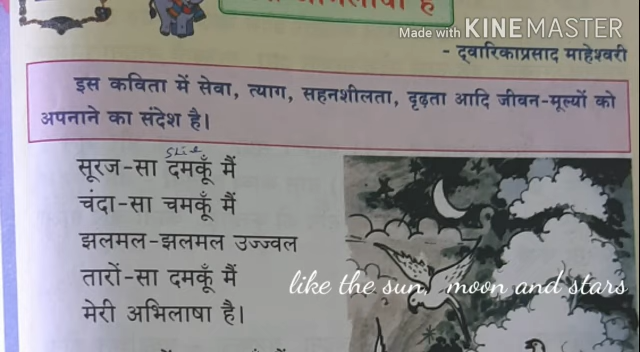 अभिलाषा है
Made with KINEMASTER
- द्वारिकाप्रसाद माहेश्वरी
इस कविता में सेवा, त्याग, सहनशीलता, दृढ़ता आदि जीवन-मूल्यों को
अपनाने का संदेश है।
सूरज-सा दमकूँ मैं
चंदा-सा चमकूँ मैं
झलमल-झलमल उज्ज्वल
तारों-सा दमकूँ मैं
like the sun, moon and stars
मेरी अभिलाषा है।